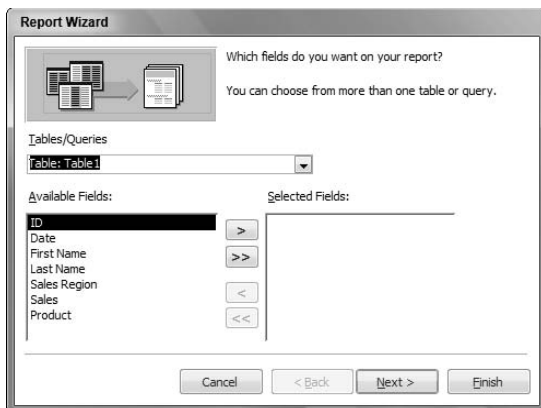 Report Wizard
Which fields do you want on your report?
You can choose from more than one table or query.
Tables/Queries
Table: Table1
Available Fields:
Selected Fields:
ID
Date
First Name
Last Name
Sales Region
Sales
Product
>
>>
<
<<
Cancel
< Back
Next >
Finish